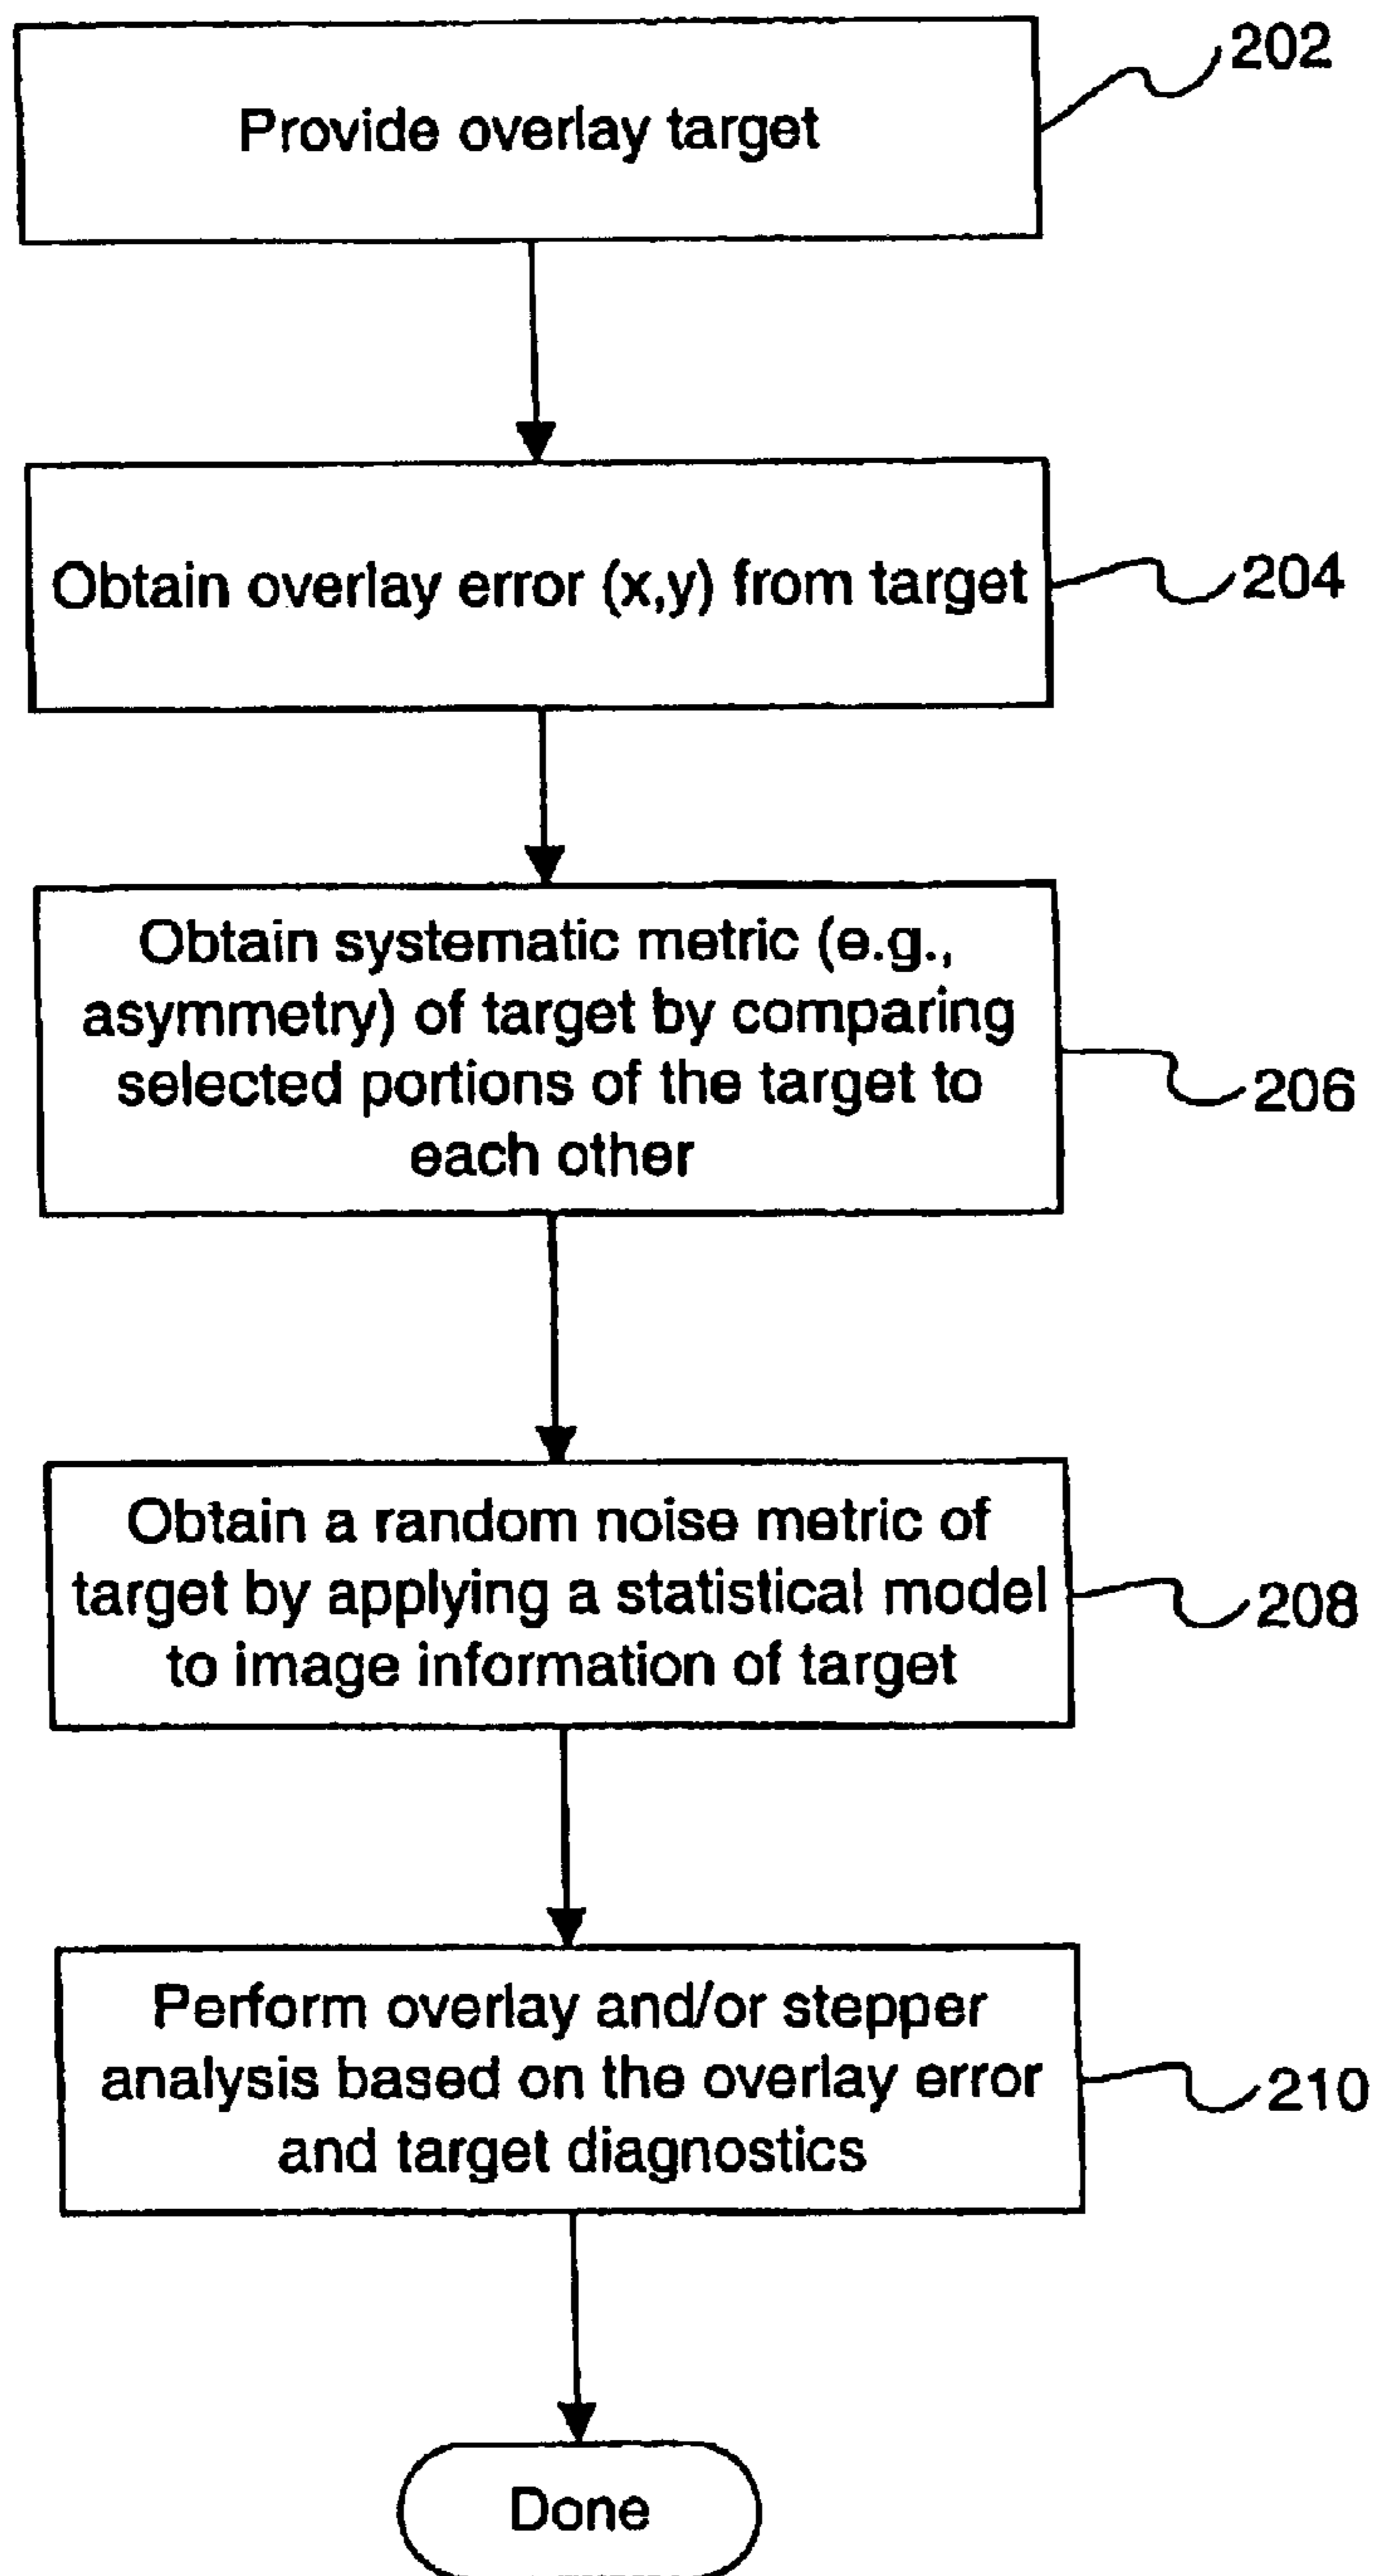 Provide overlay target
202
Obtain overlay error (x,y) from target
204
Obtain systematic metric (e.g.,
asymmetry) of target by comparing
selected portions of the target to
each other
206
Obtain a random noise metric of
target by applying a statistical model
to image information of target
208
Perform overlay and/or stepper
analysis based on the overlay error
and target diagnostics
210
Done